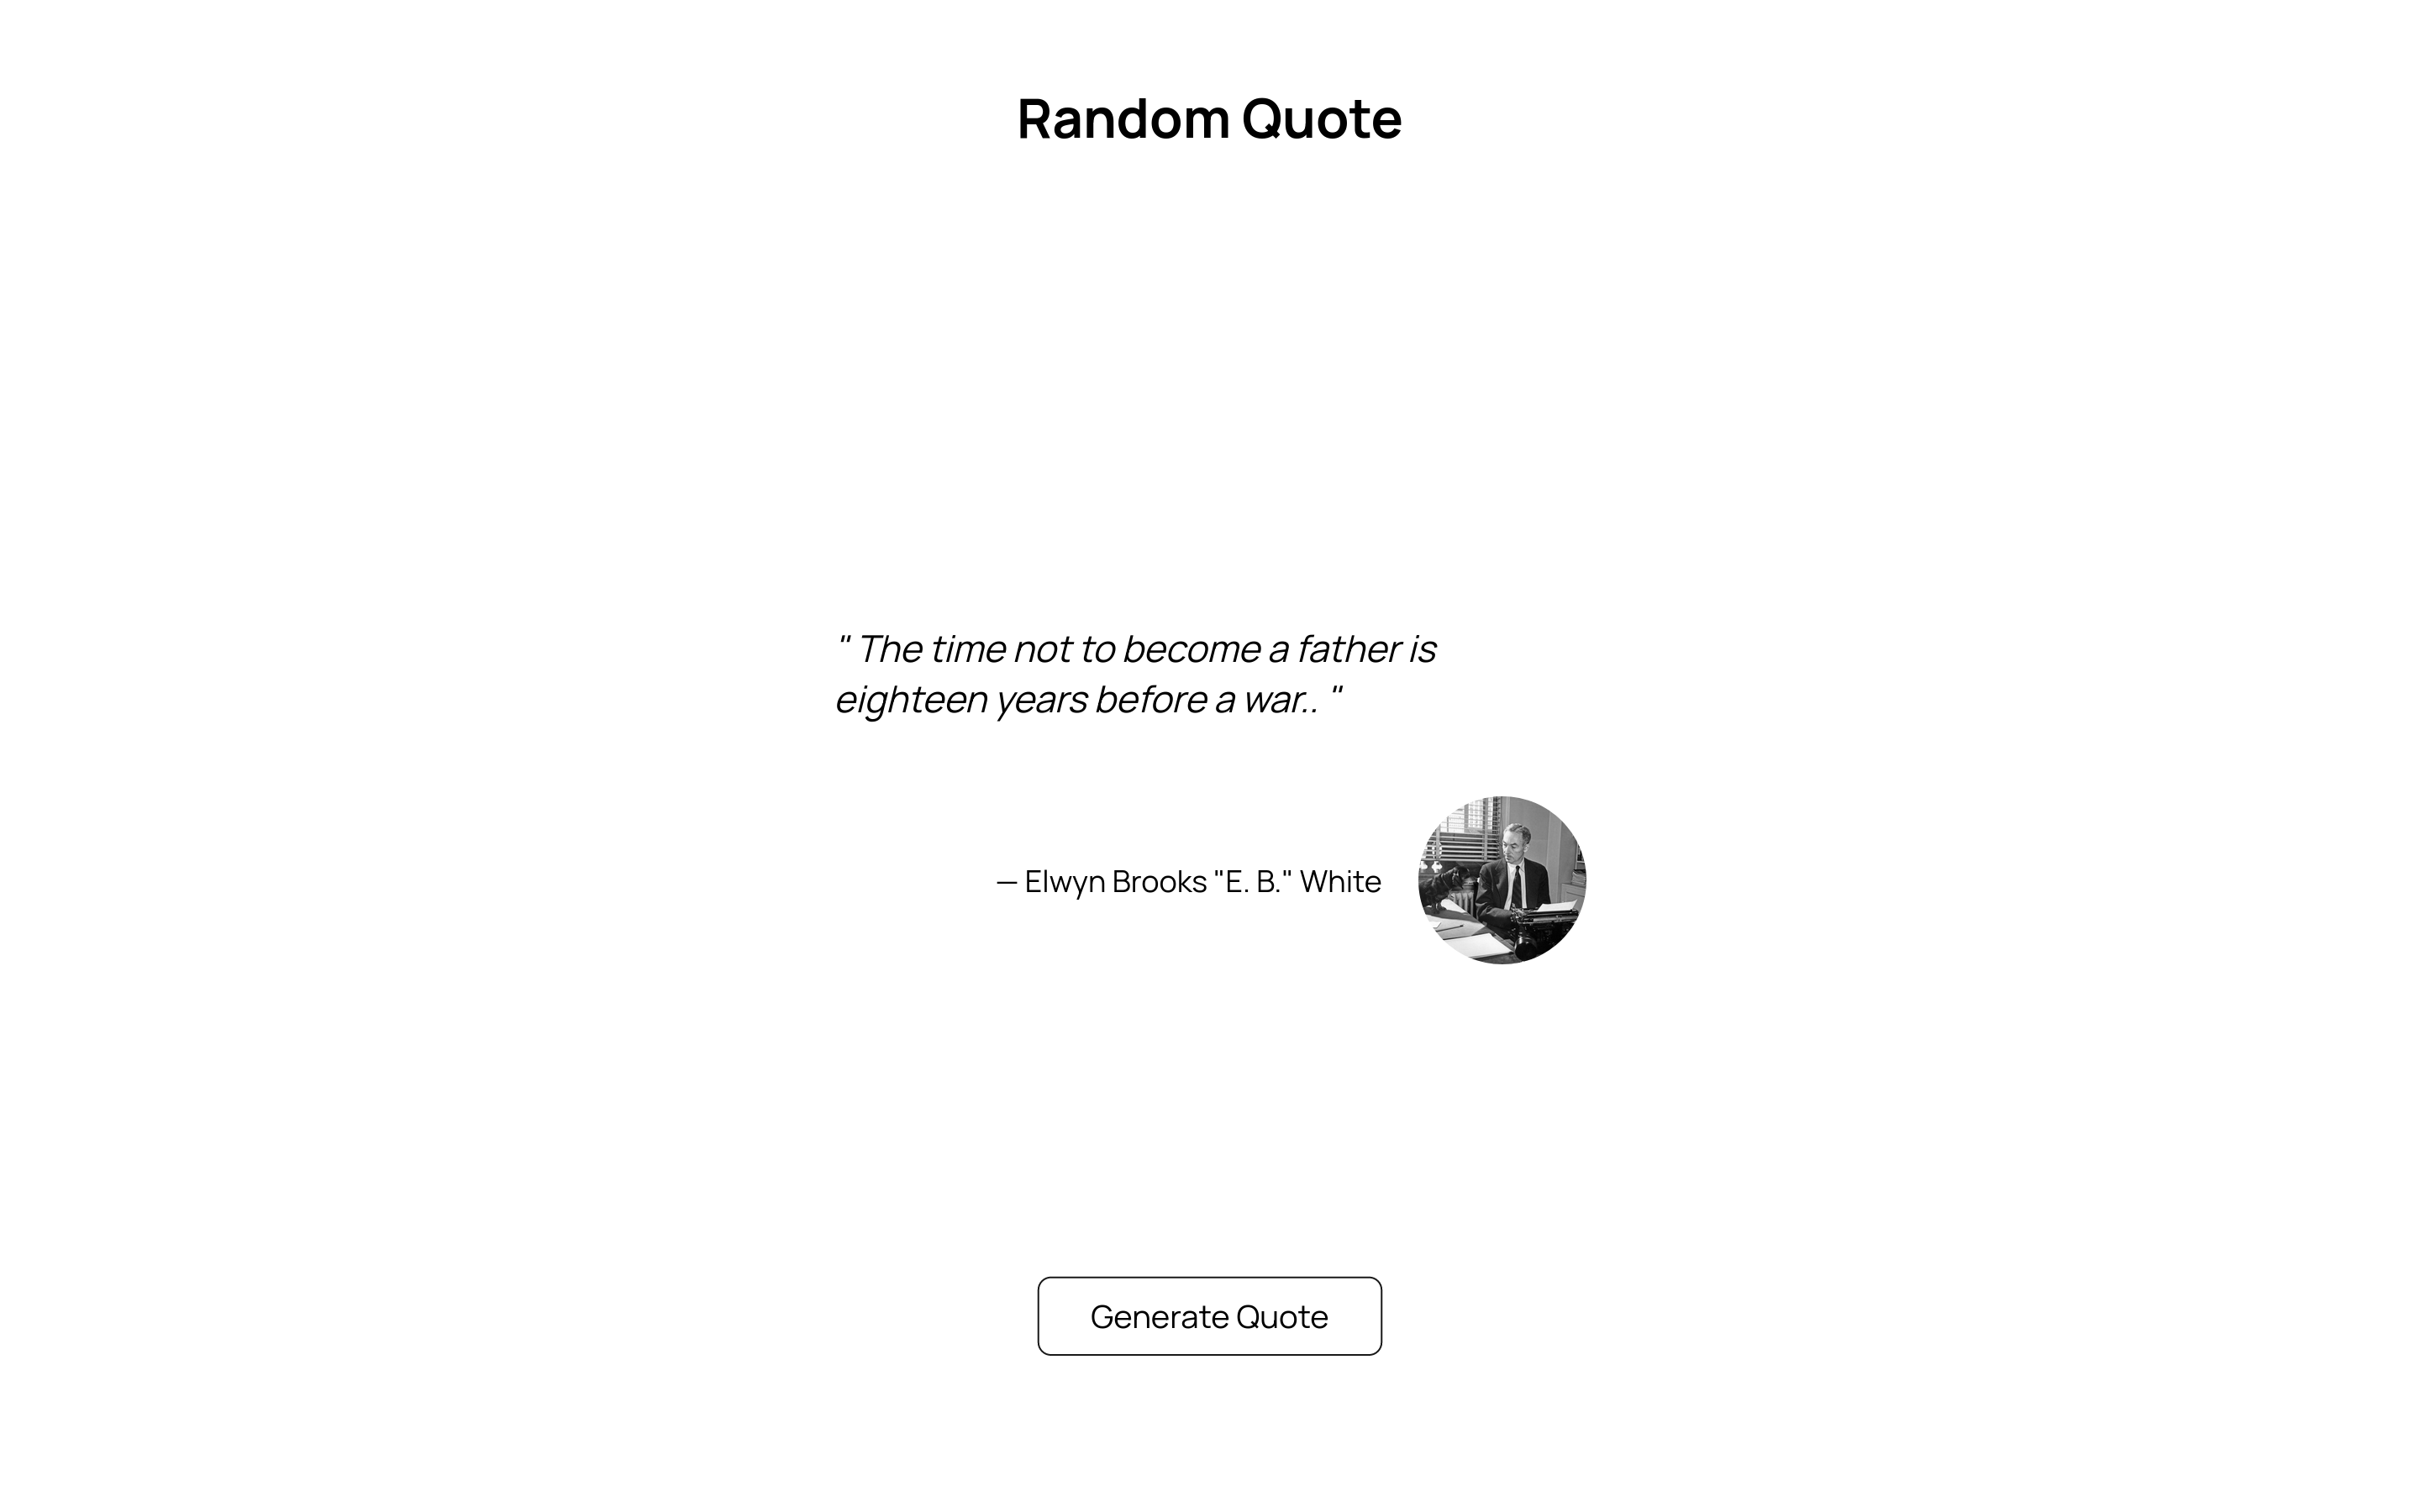 Random Quote
" The time not to become a father is
eighteen years before a war.. "
— Elwyn Brooks "E. B." White
Generate Quote